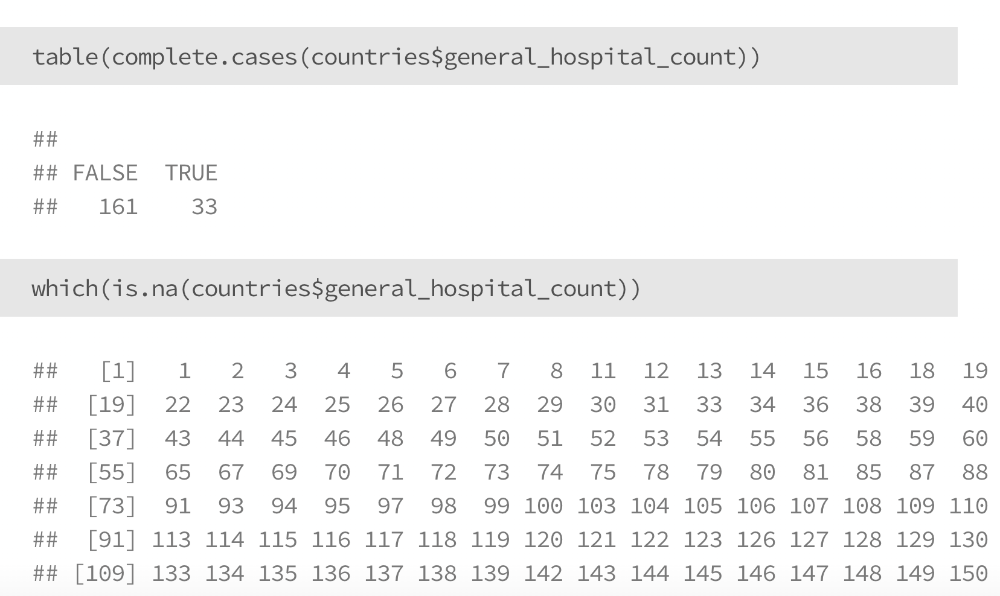 table(complete.cases(countries$general_hospital_count))
##
## FALSE  TRUE
##   161    33
which(is.na(countries$general_hospital_count))
##   [1]   1   2   3   4   5   6   7   8  11  12  13  14  15  16  18  19
##  [19]  22  23  24  25  26  27  28  29  30  31  33  34  36  38  39  40
##  [37]  43  44  45  46  48  49  50  51  52  53  54  55  56  58  59  60
##  [55]  65  67  69  70  71  72  73  74  75  78  79  80  81  85  87  88
##  [73]  91  93  94  95  97  98  99 100 103 104 105 106 107 108 109 110
##  [91] 113 114 115 116 117 118 119 120 121 122 123 126 127 128 129 130
## [109] 133 134 135 136 137 138 139 142 143 144 145 146 147 148 149 150